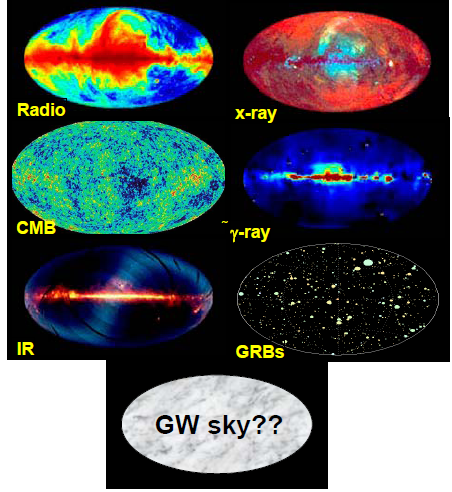 Radio
x-ray
CMB
˜γ-ray
IR
GRBs
GW sky??